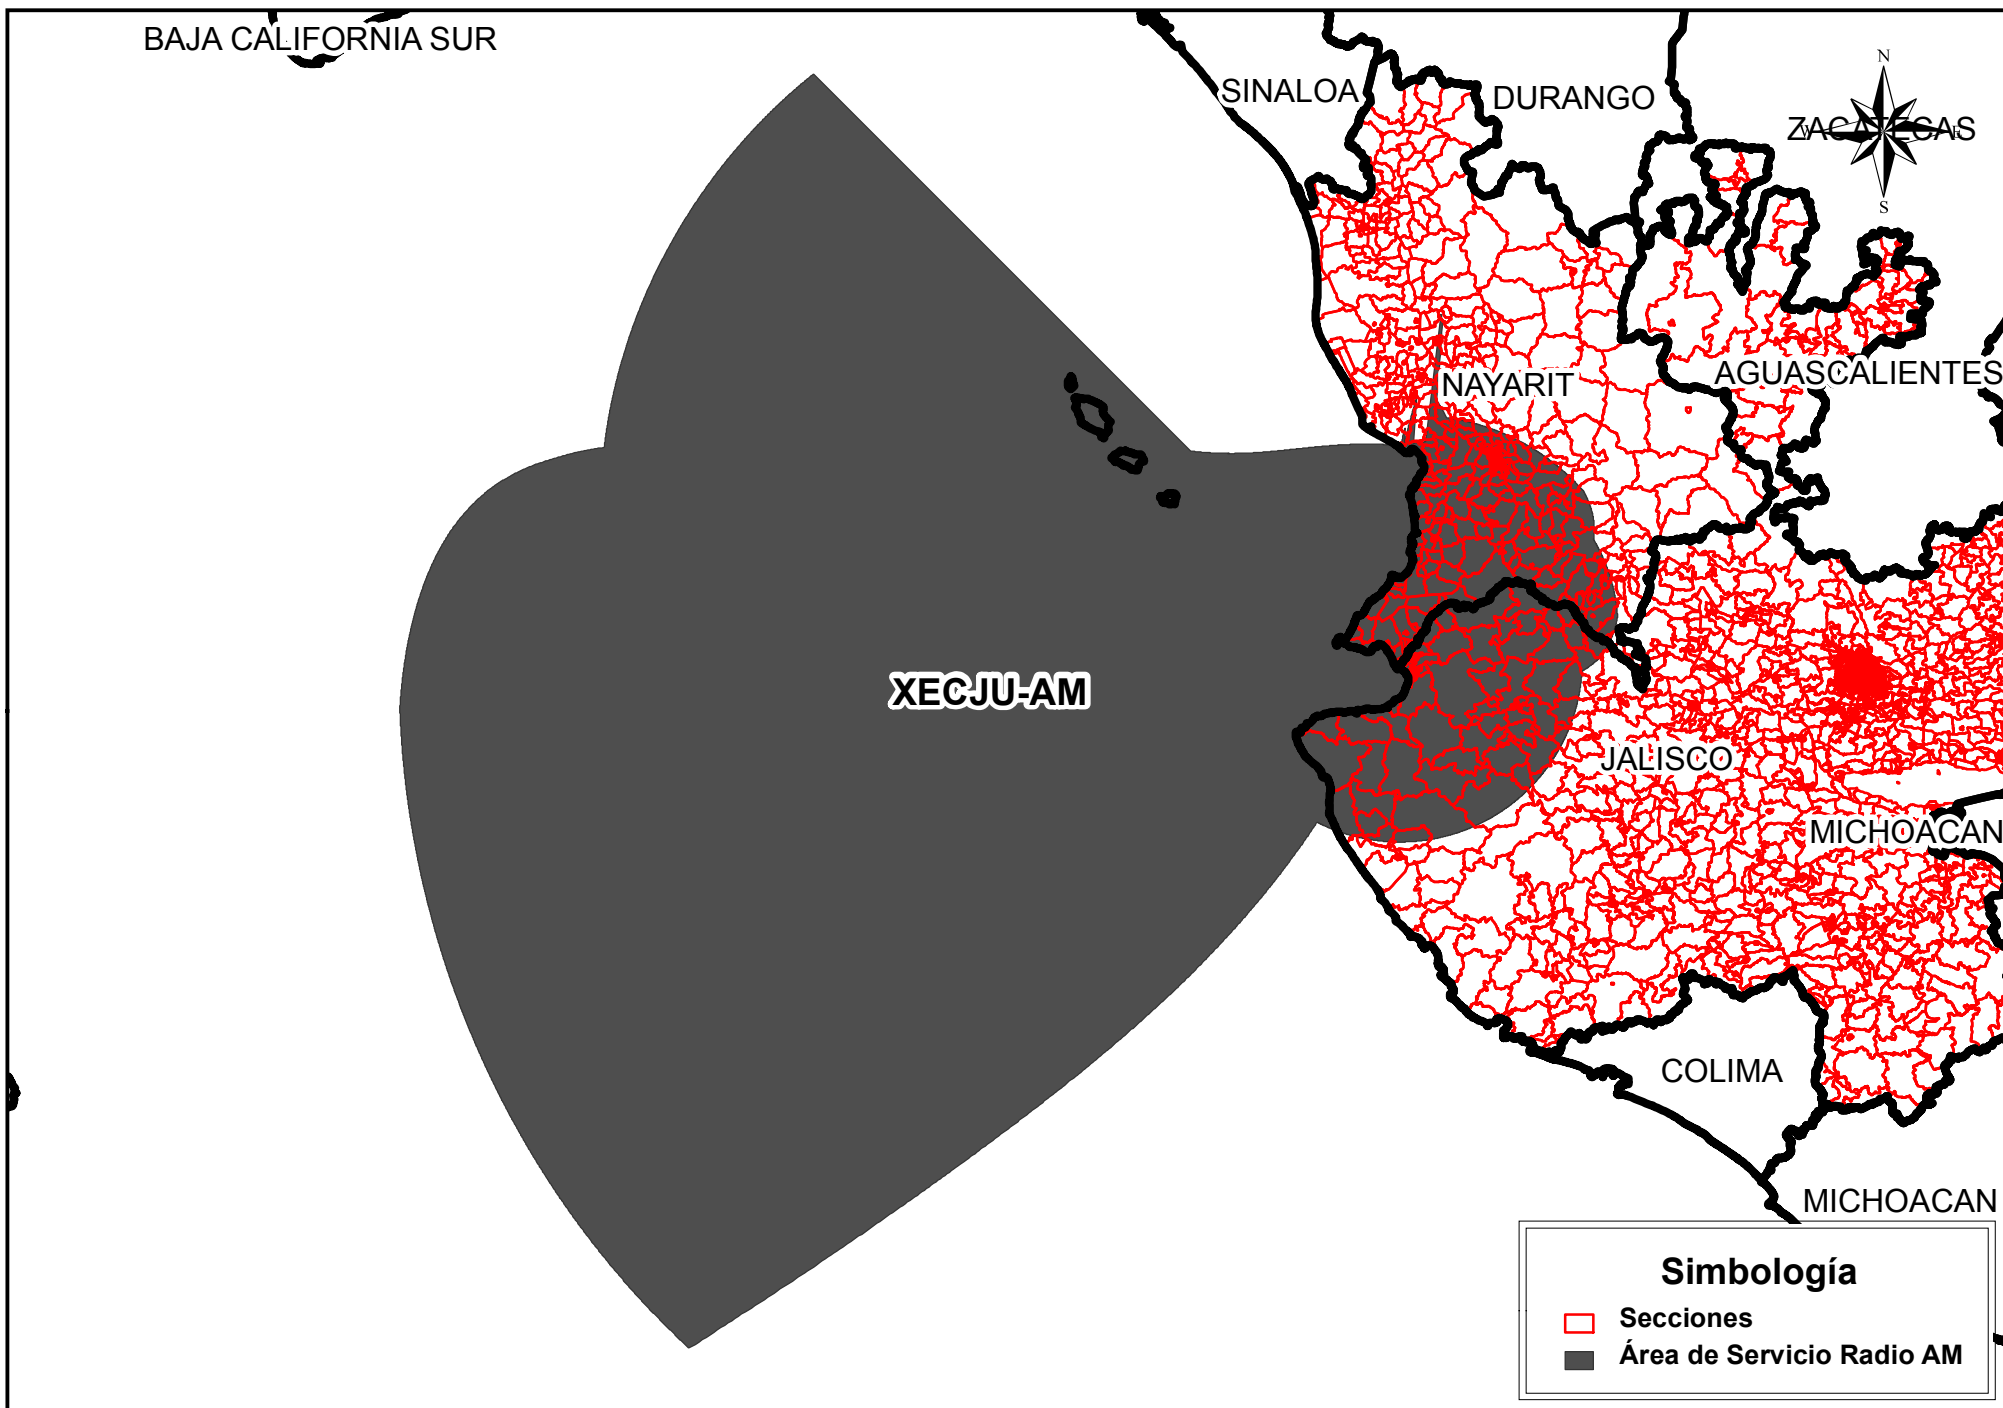 BAJA CALIFORNIA SUR
SINALOA
DURANGO
N
ZACATECAS
W
E
S
NAYARIT
AGUASCALIENTES
XECJU-AM
JALISCO
MICHOACAN
COLIMA
MICHOACAN
Simbología
Secciones
Área de Servicio Radio AM